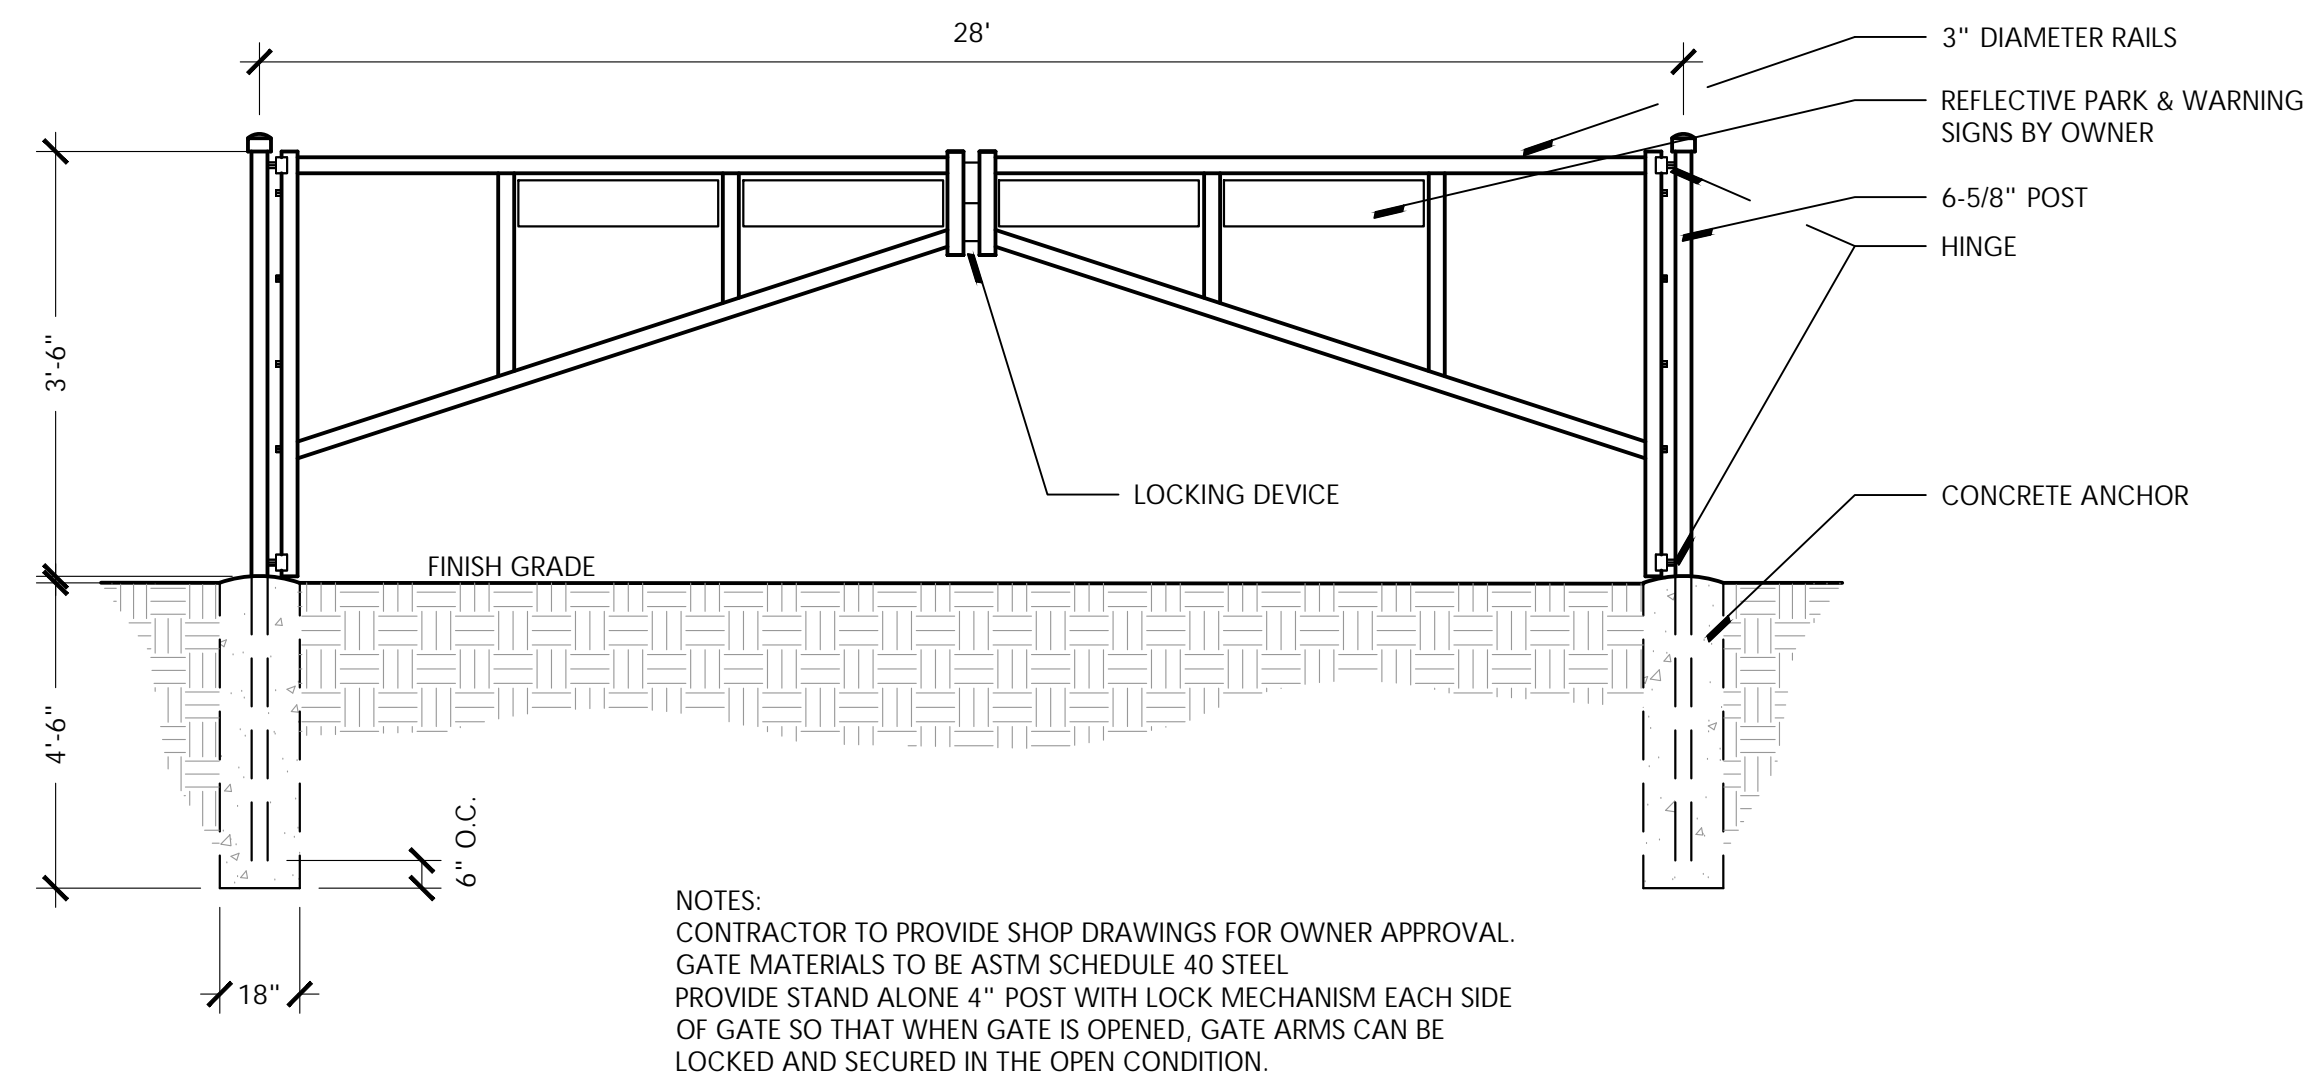 28'
3" DIAMETER RAILS
REFLECTIVE PARK & WARNING
SIGNS BY OWNER
6-5/8" POST
HINGE
3'-6"
LOCKING DEVICE
CONCRETE ANCHOR
FINISH GRADE
4'-6"
6" O.C.
18"
NOTES:
CONTRACTOR TO PROVIDE SHOP DRAWINGS FOR OWNER APPROVAL.
GATE MATERIALS TO BE ASTM SCHEDULE 40 STEEL
PROVIDE STAND ALONE 4" POST WITH LOCK MECHANISM EACH SIDE
OF GATE SO THAT WHEN GATE IS OPENED, GATE ARMS CAN BE
LOCKED AND SECURED IN THE OPEN CONDITION.